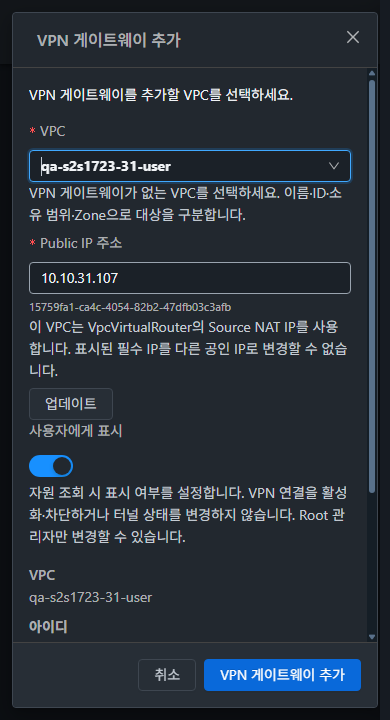 VPN 게이트웨이 추가
VPN 게이트웨이를 추가할 VPC를 선택하세요.
* VPC
qa-s2s1723-31-user
VPN 게이트웨이가 없는 VPC를 선택하세요. 이름·ID·소
유 범위·Zone으로 대상을 구분합니다.
* Public IP 주소
10.10.31.107
15759fa1-ca4c-4054-82b2-47dfb03c3afb
이 VPC는 VpcVirtualRouter의 Source NAT IP를 사용
합니다. 표시된 필수 IP를 다른 공인 IP로 변경할 수 없습
니다.
업데이트
사용자에게 표시
자원 조회 시 표시 여부를 설정합니다. VPN 연결을 활성
화·차단하거나 터널 상태를 변경하지 않습니다. Root 관
리자만 변경할 수 있습니다.
VPC
qa-s2s1723-31-user
아이디
취소
VPN 게이트웨이 추가